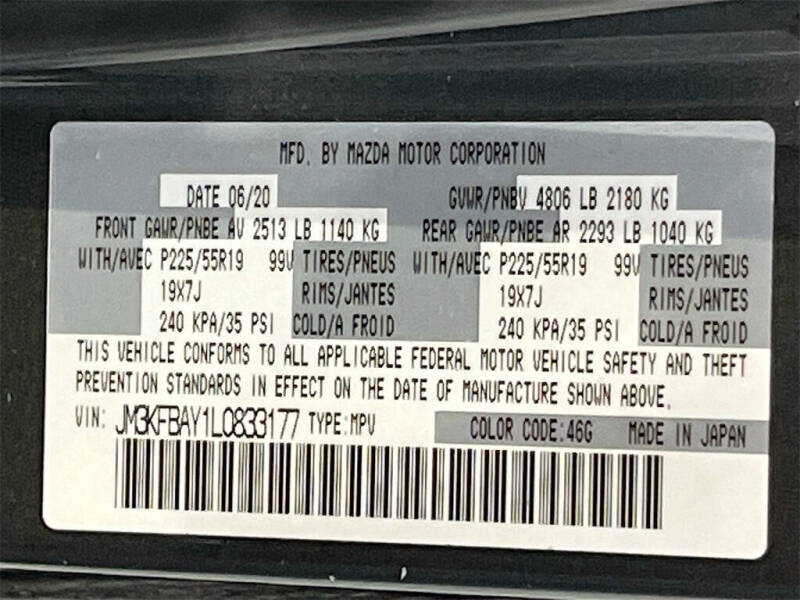 MFD. BY MAZDA MOTOR CORPORATION
DATE 06/20 GVWR/PNBV 4806 LB 2180 KG
FRONT GAWR/PNBE AV 2513 LB 1140 KG REAR GAWR/PNBE AR 2293 LB 1040 KG
WITH/AVEC P225/55R19 99V TIRES/PNEUS WITH/AVEC P225/55R19 99V TIRES/PNEUS
19X7J RIMS/JANTES 19X7J RIMS/JANTES
240 KPA/35 PSI COLD/A FROID 240 KPA/35 PSI COLD/A FROID
THIS VEHICLE CONFORMS TO ALL APPLICABLE FEDERAL MOTOR VEHICLE SAFETY AND THEFT
PREVENTION STANDARDS IN EFFECT ON THE DATE OF MANUFACTURE SHOWN ABOVE.
VIN: JM3KFBAY1L0833177 TYPE:MPV COLOR CODE:46G MADE IN JAPAN